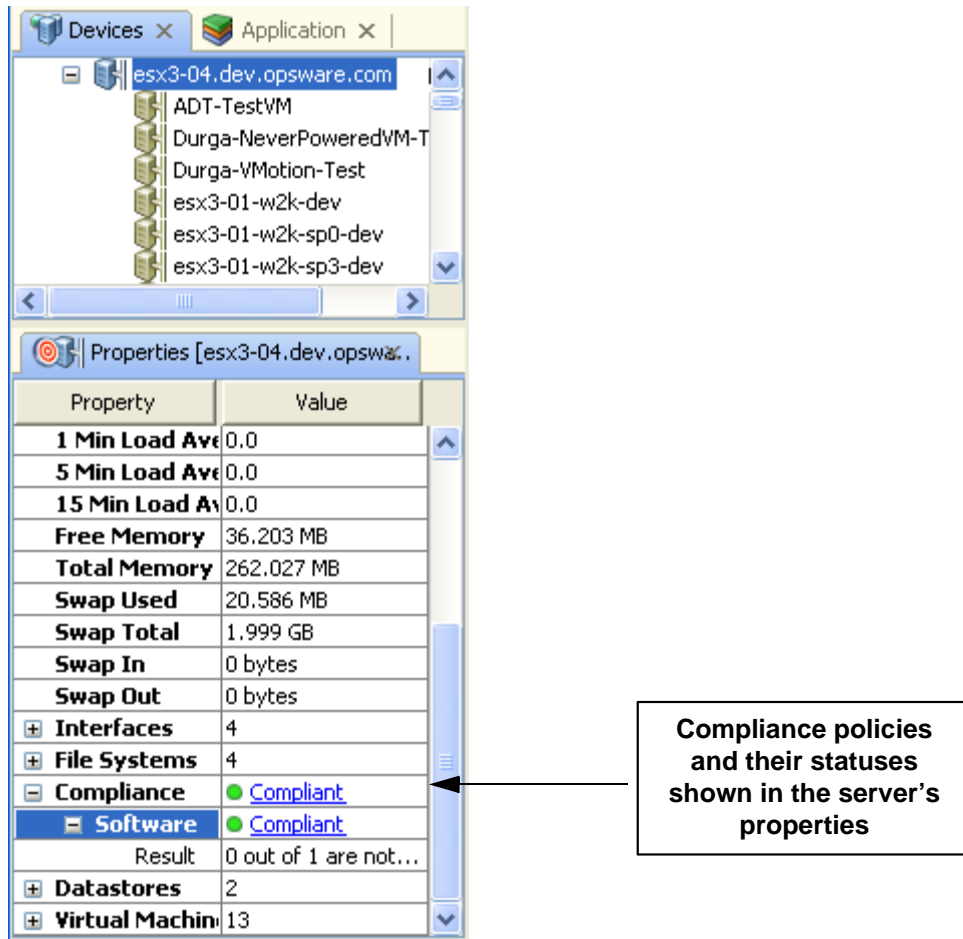 Devices Application
esx3-04.dev.opsware.com
ADT-TestVM
Durga-NeverPoweredVM-T
Durga-VMotion-Test
esx3-01-w2k-dev
esx3-01-w2k-sp0-dev
esx3-01-w2k-sp3-dev
Properties [esx3-04.dev.opswa..
Property Value
1 Min Load Ave 0.0
5 Min Load Ave 0.0
15 Min Load Av 0.0
Free Memory 36.203 MB
Total Memory 262.027 MB
Swap Used 20.586 MB
Swap Total 1.999 GB
Swap In 0 bytes
Swap Out 0 bytes
Interfaces 4
File Systems 4
Compliance Compliant
Software Compliant
Result 0 out of 1 are not...
Datastores 2
Virtual Machin 13
Compliance policies
and their statuses
shown in the server’s
properties